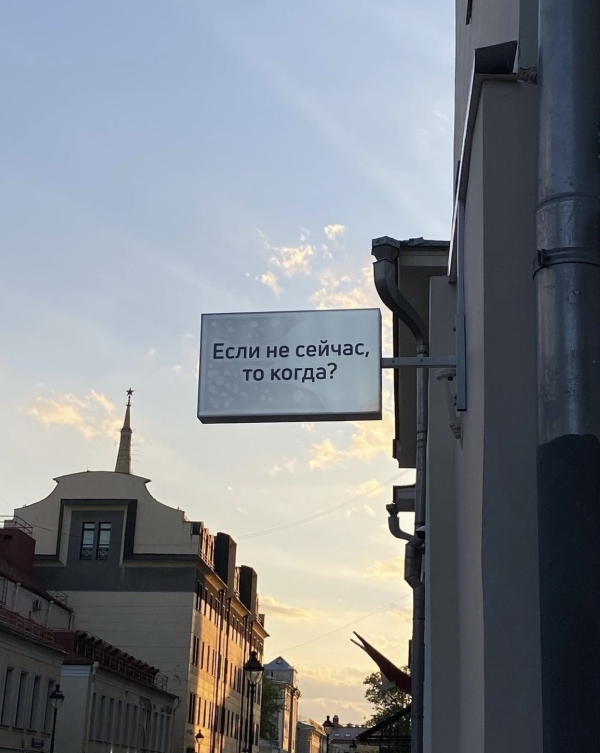 Если не сейчас,
то когда?